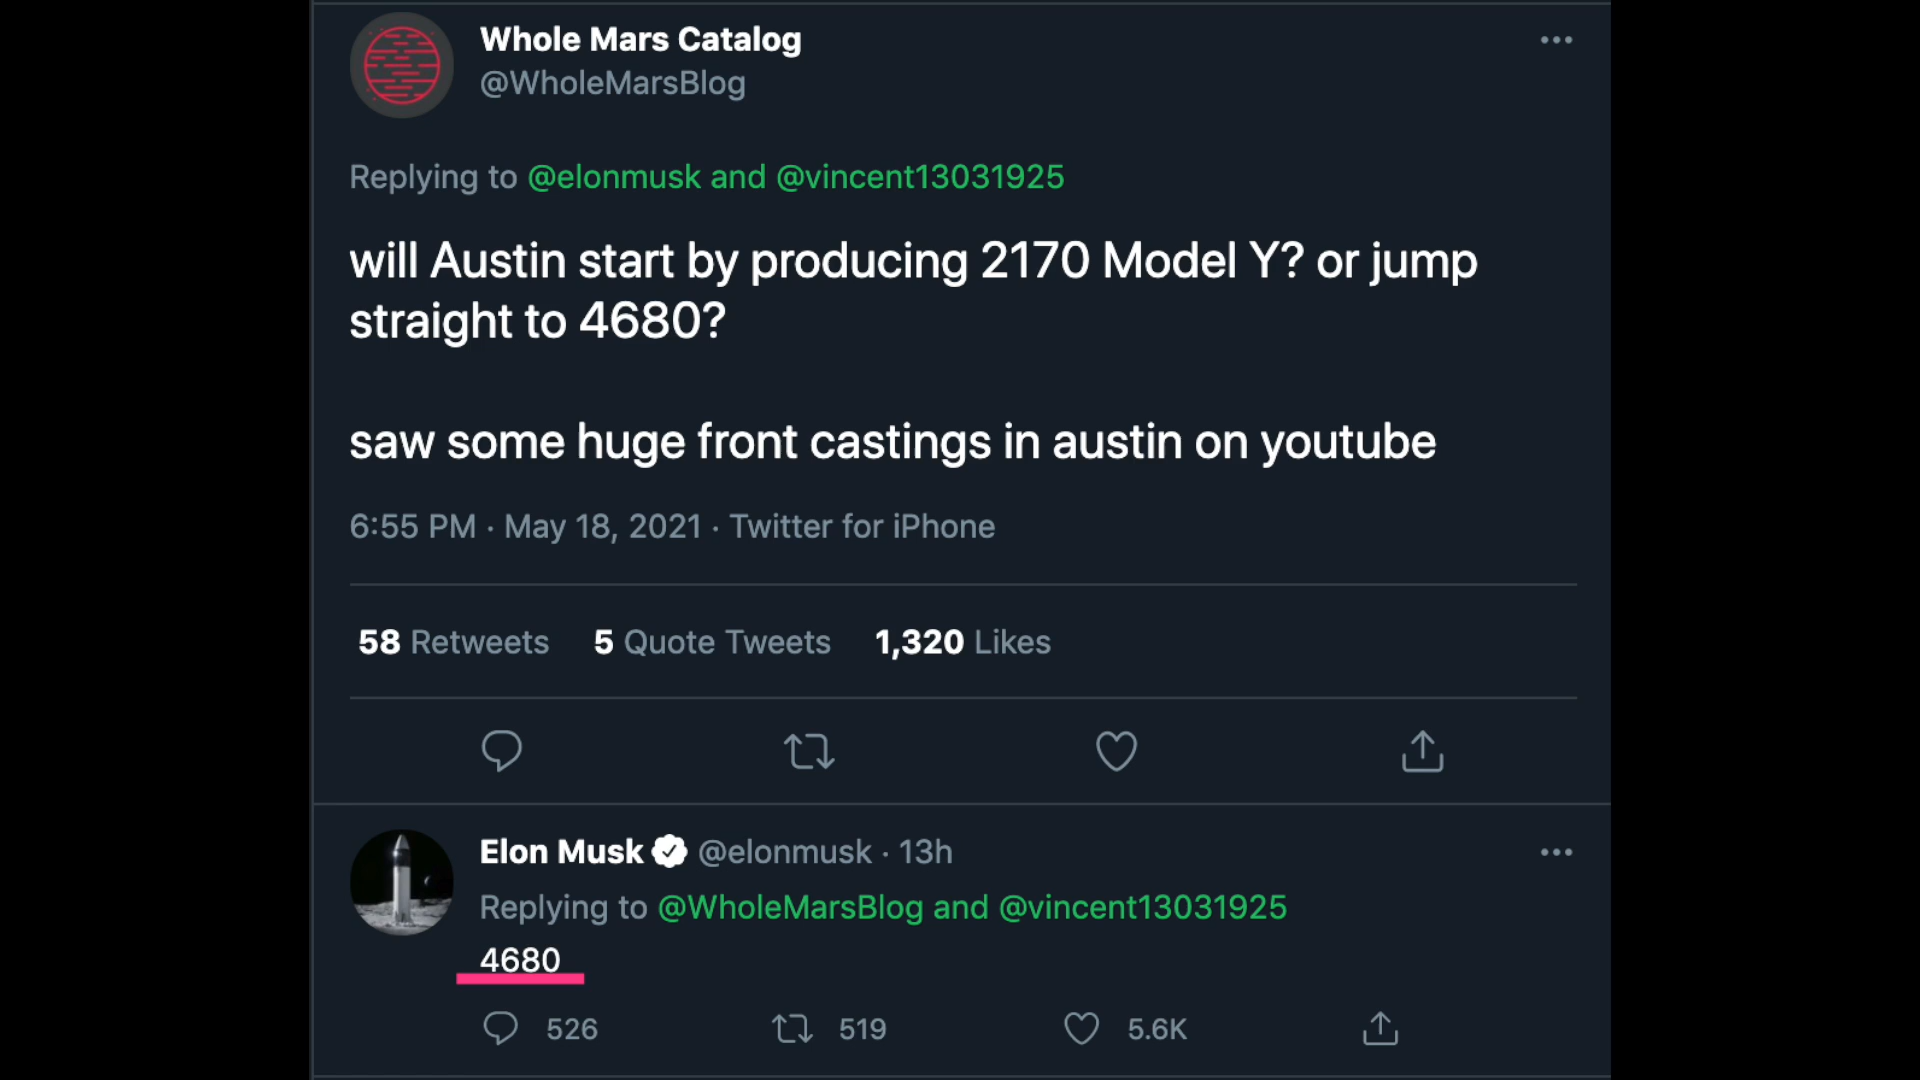 Whole Mars Catalog
@WholeMarsBlog
Replying to @elonmusk and @vincent13031925
will Austin start by producing 2170 Model Y? or jump
straight to 4680?
saw some huge front castings in austin on youtube
6:55 PM · May 18, 2021 · Twitter for iPhone
58 Retweets 5 Quote Tweets 1,320 Likes
Elon Musk @elonmusk · 13h
Replying to @WholeMarsBlog and @vincent13031925
4680
526 519 5.6K